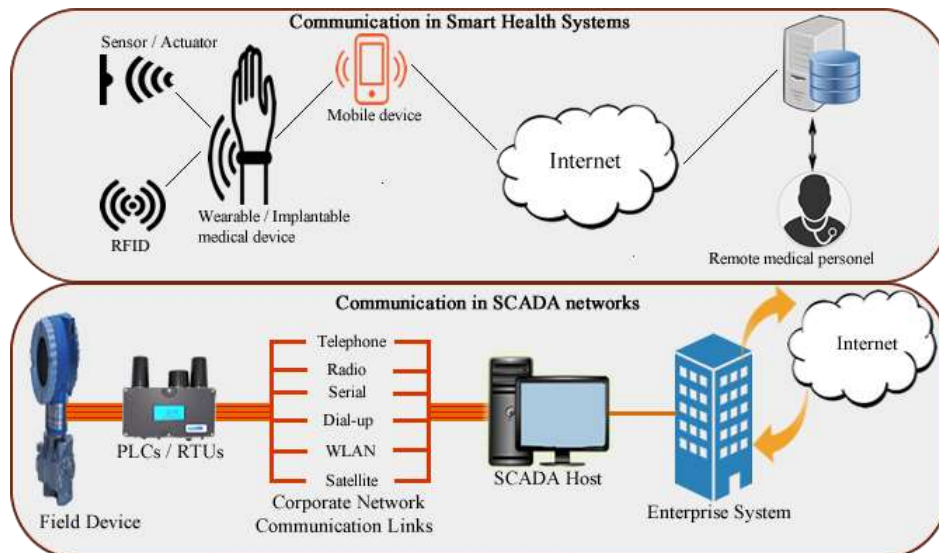 Communication in Smart Health Systems
Sensor / Actuator
Mobile device
Internet
RFID
Wearable / Implantable
medical device
Remote medical personel
Communication in SCADA networks
Telephone
Radio
Serial
Dial-up
WLAN
Satellite
Internet
PLCs / RTUs
SCADA Host
Field Device
Corporate Network
Communication Links
Enterprise System